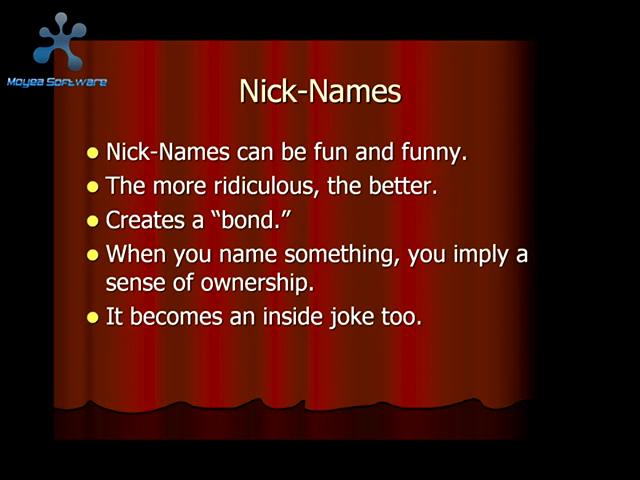 Moyea Software
Nick-Names
Nick-Names can be fun and funny.
The more ridiculous, the better.
Creates a “bond.”
When you name something, you imply a
sense of ownership.
It becomes an inside joke too.